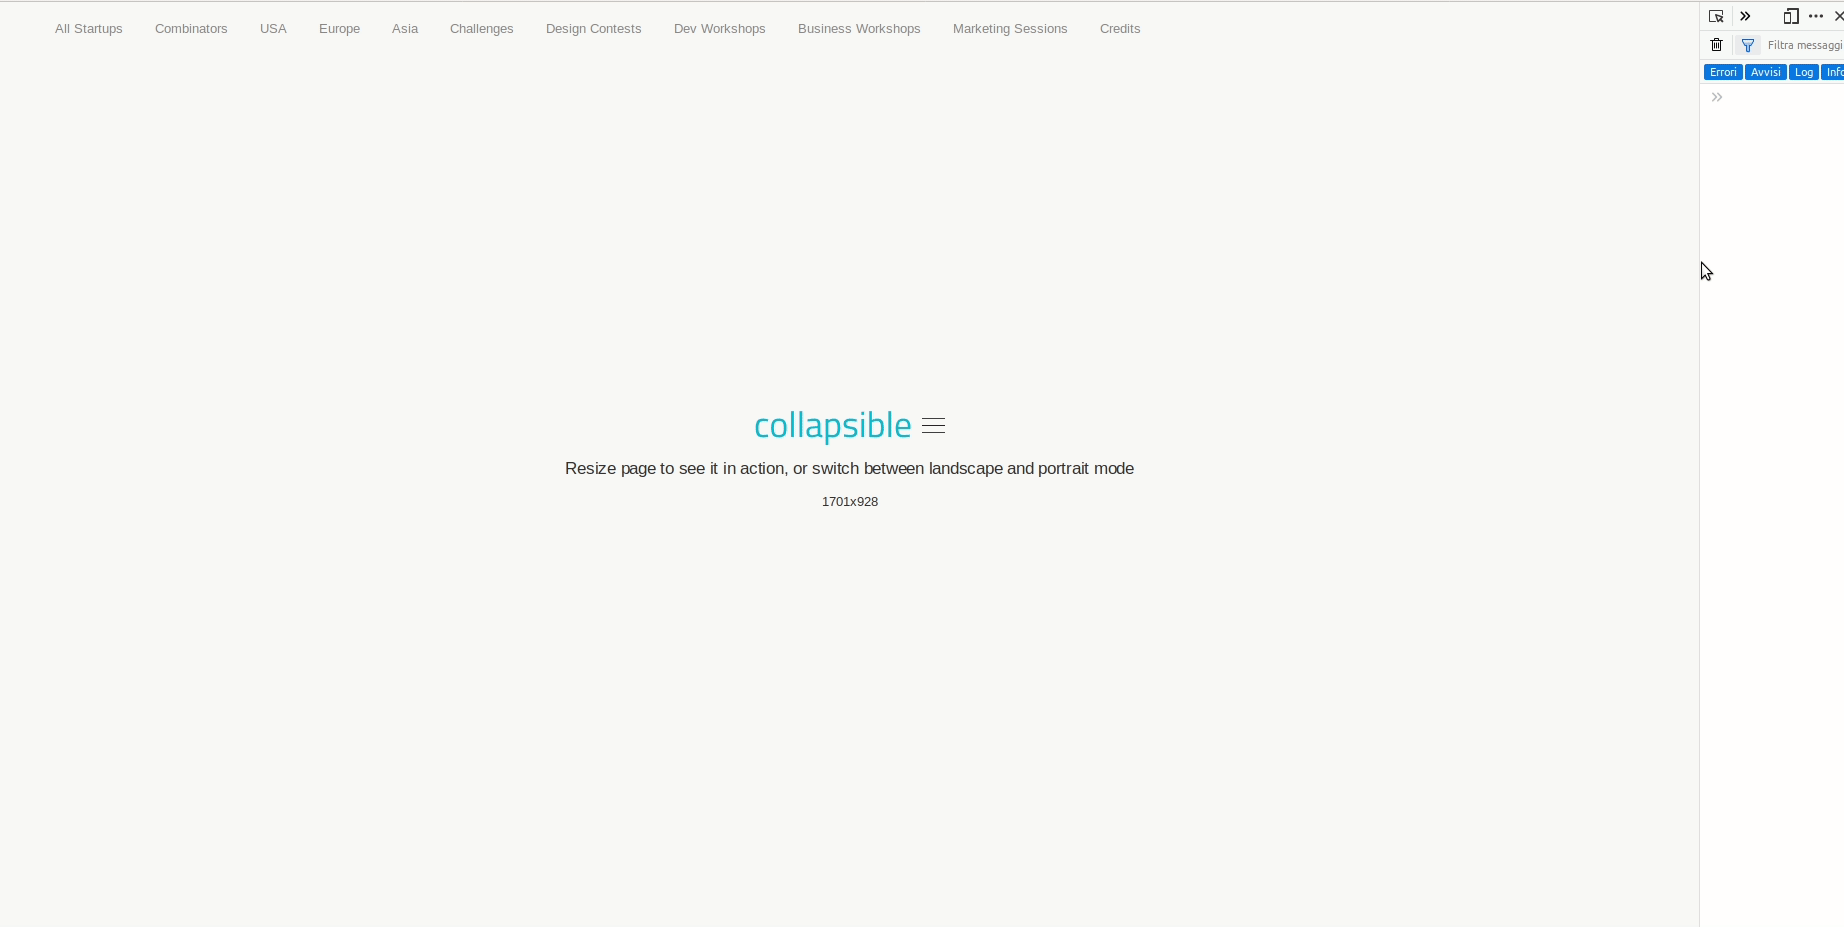 All Startups Combinators USA Europe Asia Challenges Design Contests Dev Workshops Business Workshops Marketing Sessions Credits
Filtra messaggi
Errori Avvisi Log Info
collapsible
Resize page to see it in action, or switch between landscape and portrait mode
1701x928